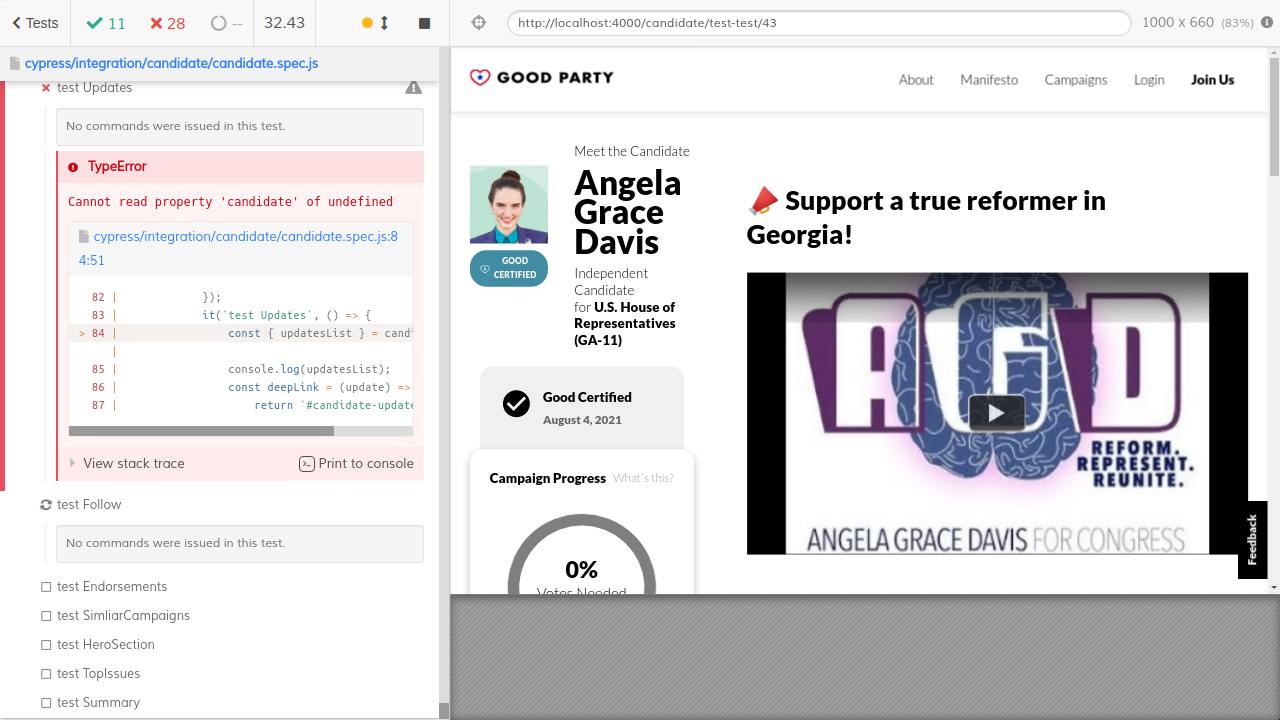 Tests
11
28
--
32.43
http://localhost:4000/candidate/test-test/43
1000 x 660 (83%)
cypress/integration/candidate/candidate.spec.js
test Updates
No commands were issued in this test.
TypeError
Cannot read property 'candidate' of undefined
cypress/integration/candidate/candidate.spec.js:8
4:51
82 | });
83 | it(`test Updates`, () => {
> 84 | const { updatesList } =
|
85 | console.log(updatesList);
86 | const deepLink = (update) =>
87 | return `#candidate-update
View stack trace
Print to console
test Follow
No commands were issued in this test.
test Endorsements
test SimliarCampaigns
test HeroSection
test TopIssues
test Summary
GOOD PARTY
About
Manifesto
Campaigns
Login
Join Us
Meet the Candidate
Angela
Grace
Davis
GOOD
CERTIFIED
Independent
Candidate
for U.S. House of
Representatives
(GA-11)
Good Certified
August 4, 2021
Campaign Progress What's this?
0%
Votes Needed
Support a true reformer in
Georgia!
AGD
REFORM.
REPRESENT.
REUNITE.
ANGELA GRACE DAVIS FOR CONGRESS
Feedback